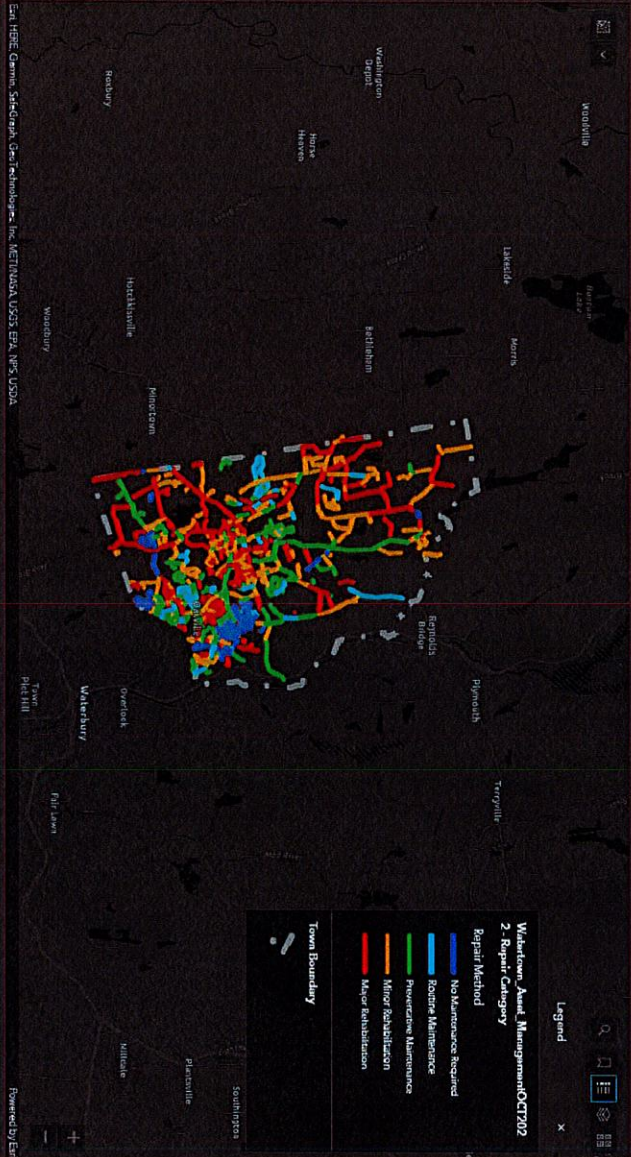 Legend
×
Watertown_Asset_ManagementOCT202
2 - Repair Catogory
Repair Method
No Maintonance Required
Routine Maintenance
Preventative Maintenance
Minor Rehabilitation
Major Rehabilitation
Town Boundary
Woodville
Washington
Depot
Horse
Heaven
Roxbury
Lakeside
Morris
Bethlehem
Hotchkissville
Woodbury
Minortown
Reynolds
Bridge
Plymouth
Terryville
Overlook
Waterbury
Town
Plot Hill
Fair Lawn
Milldale
Plantsville
Southington
+
−
Esri, HERE, Garmin, SafeGraph, GeoTechnologies, Inc, METI/NASA, USGS, EPA, NPS, USDA
Powered by Esri